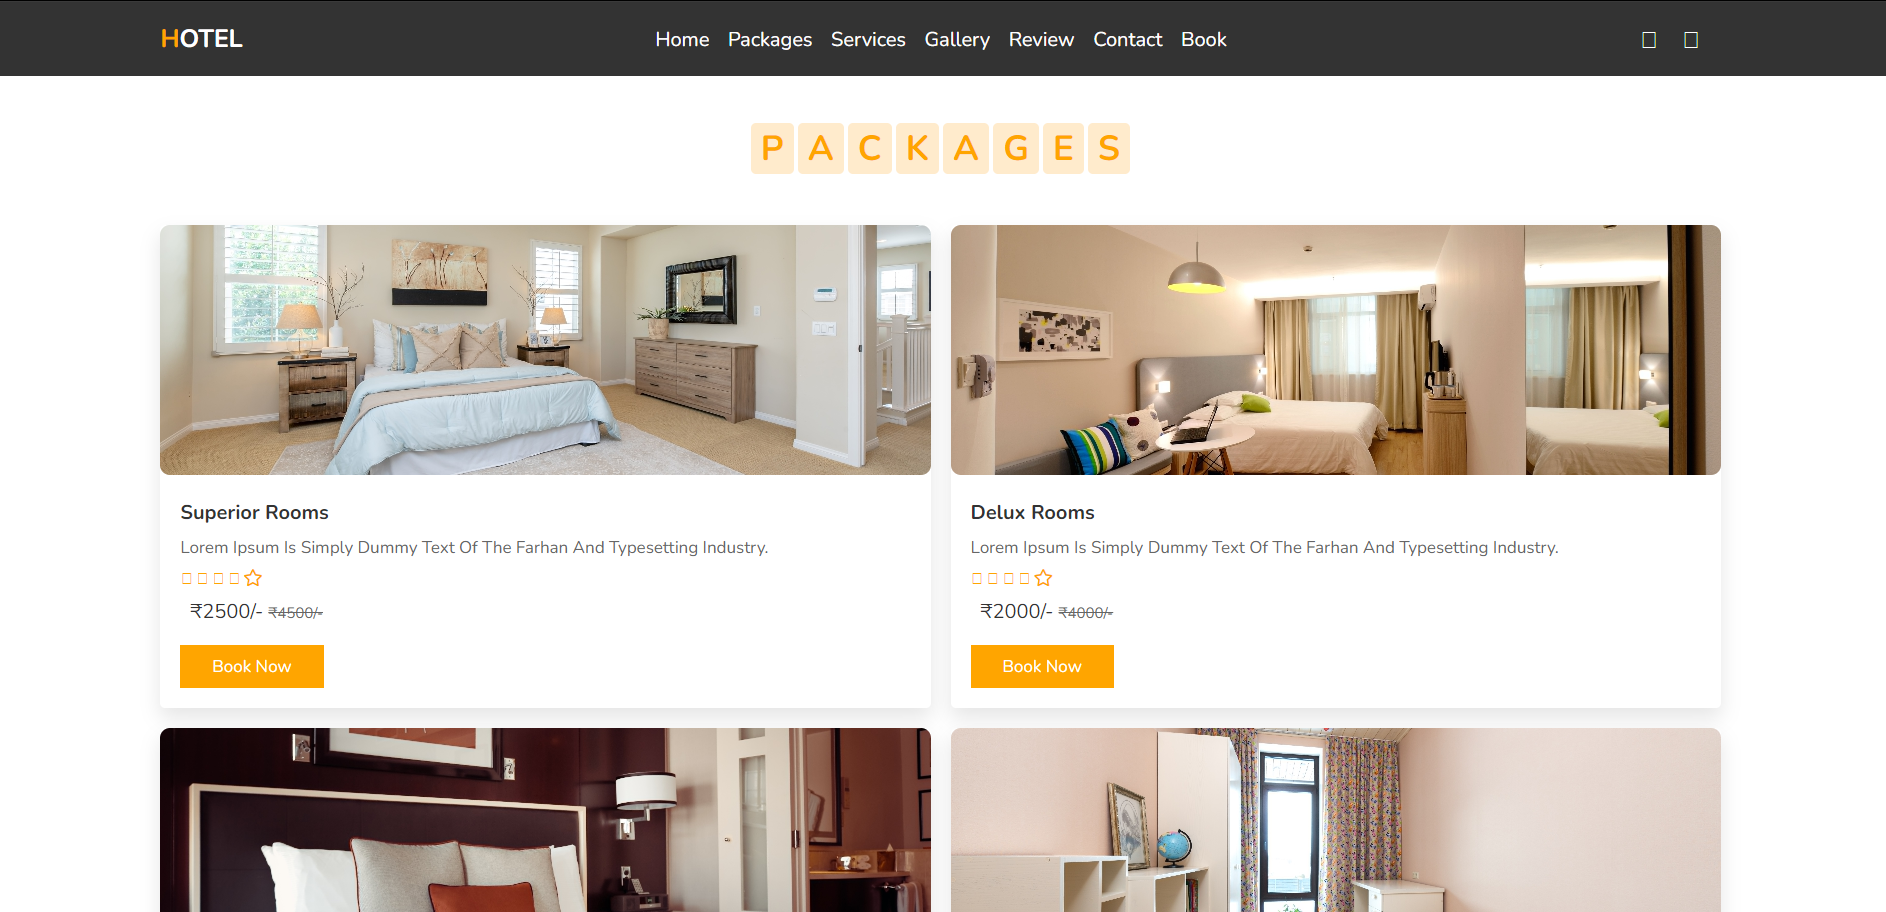 HOTEL
Home Packages Services Gallery Review Contact Book
PACKAGES
Superior Rooms
Lorem Ipsum Is Simply Dummy Text Of The Farhan And Typesetting Industry.
₹2500/- ₹4500/-
Book Now
Delux Rooms
Lorem Ipsum Is Simply Dummy Text Of The Farhan And Typesetting Industry.
₹2000/- ₹4000/-
Book Now